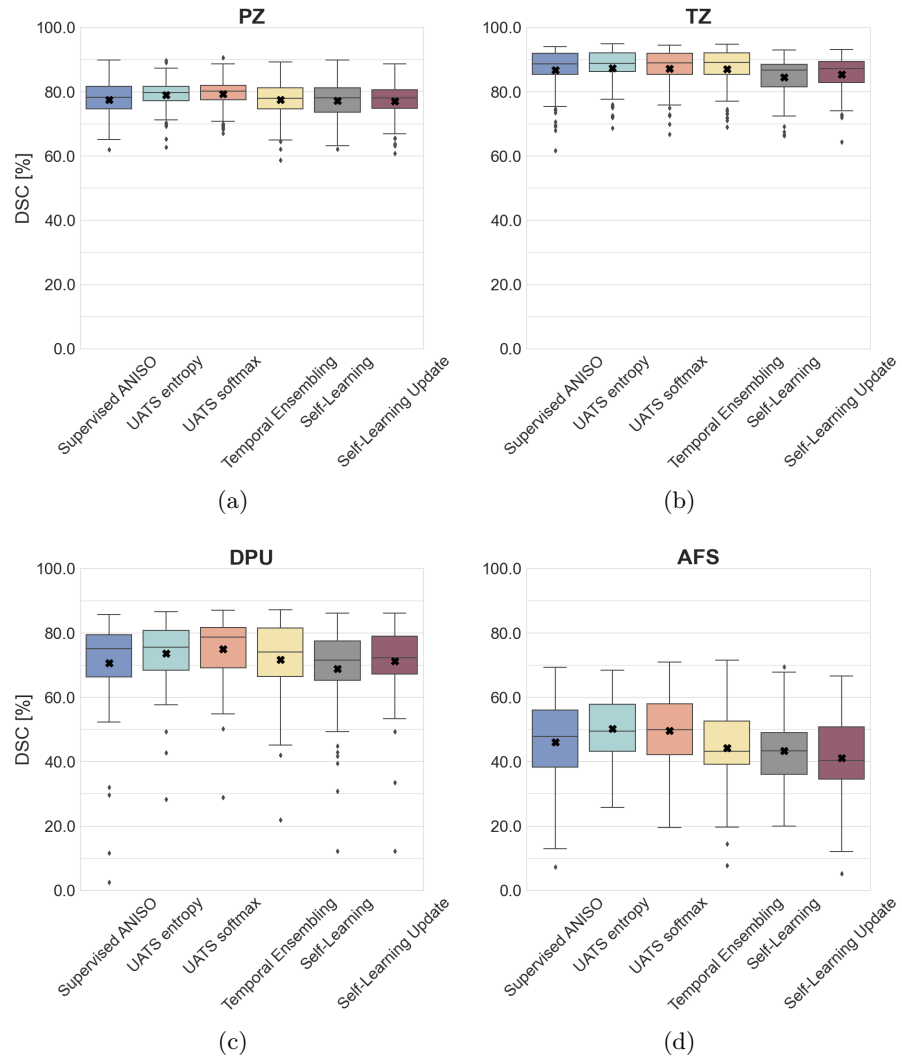 PZ
100.0
80.0
60.0
40.0
20.0
0.0
DSC [%]
Supervised ANISO
UATS entropy
UATS softmax
Temporal Ensembling
Self-Learning
Self-Learning Update
(a)
TZ
100.0
80.0
60.0
40.0
20.0
0.0
Supervised ANISO
UATS entropy
UATS softmax
Temporal Ensembling
Self-Learning
Self-Learning Update
(b)
DPU
100.0
80.0
60.0
40.0
20.0
0.0
DSC [%]
Supervised ANISO
UATS entropy
UATS softmax
Temporal Ensembling
Self-Learning
Self-Learning Update
(c)
AFS
100.0
80.0
60.0
40.0
20.0
0.0
Supervised ANISO
UATS entropy
UATS softmax
Temporal Ensembling
Self-Learning
Self-Learning Update
(d)